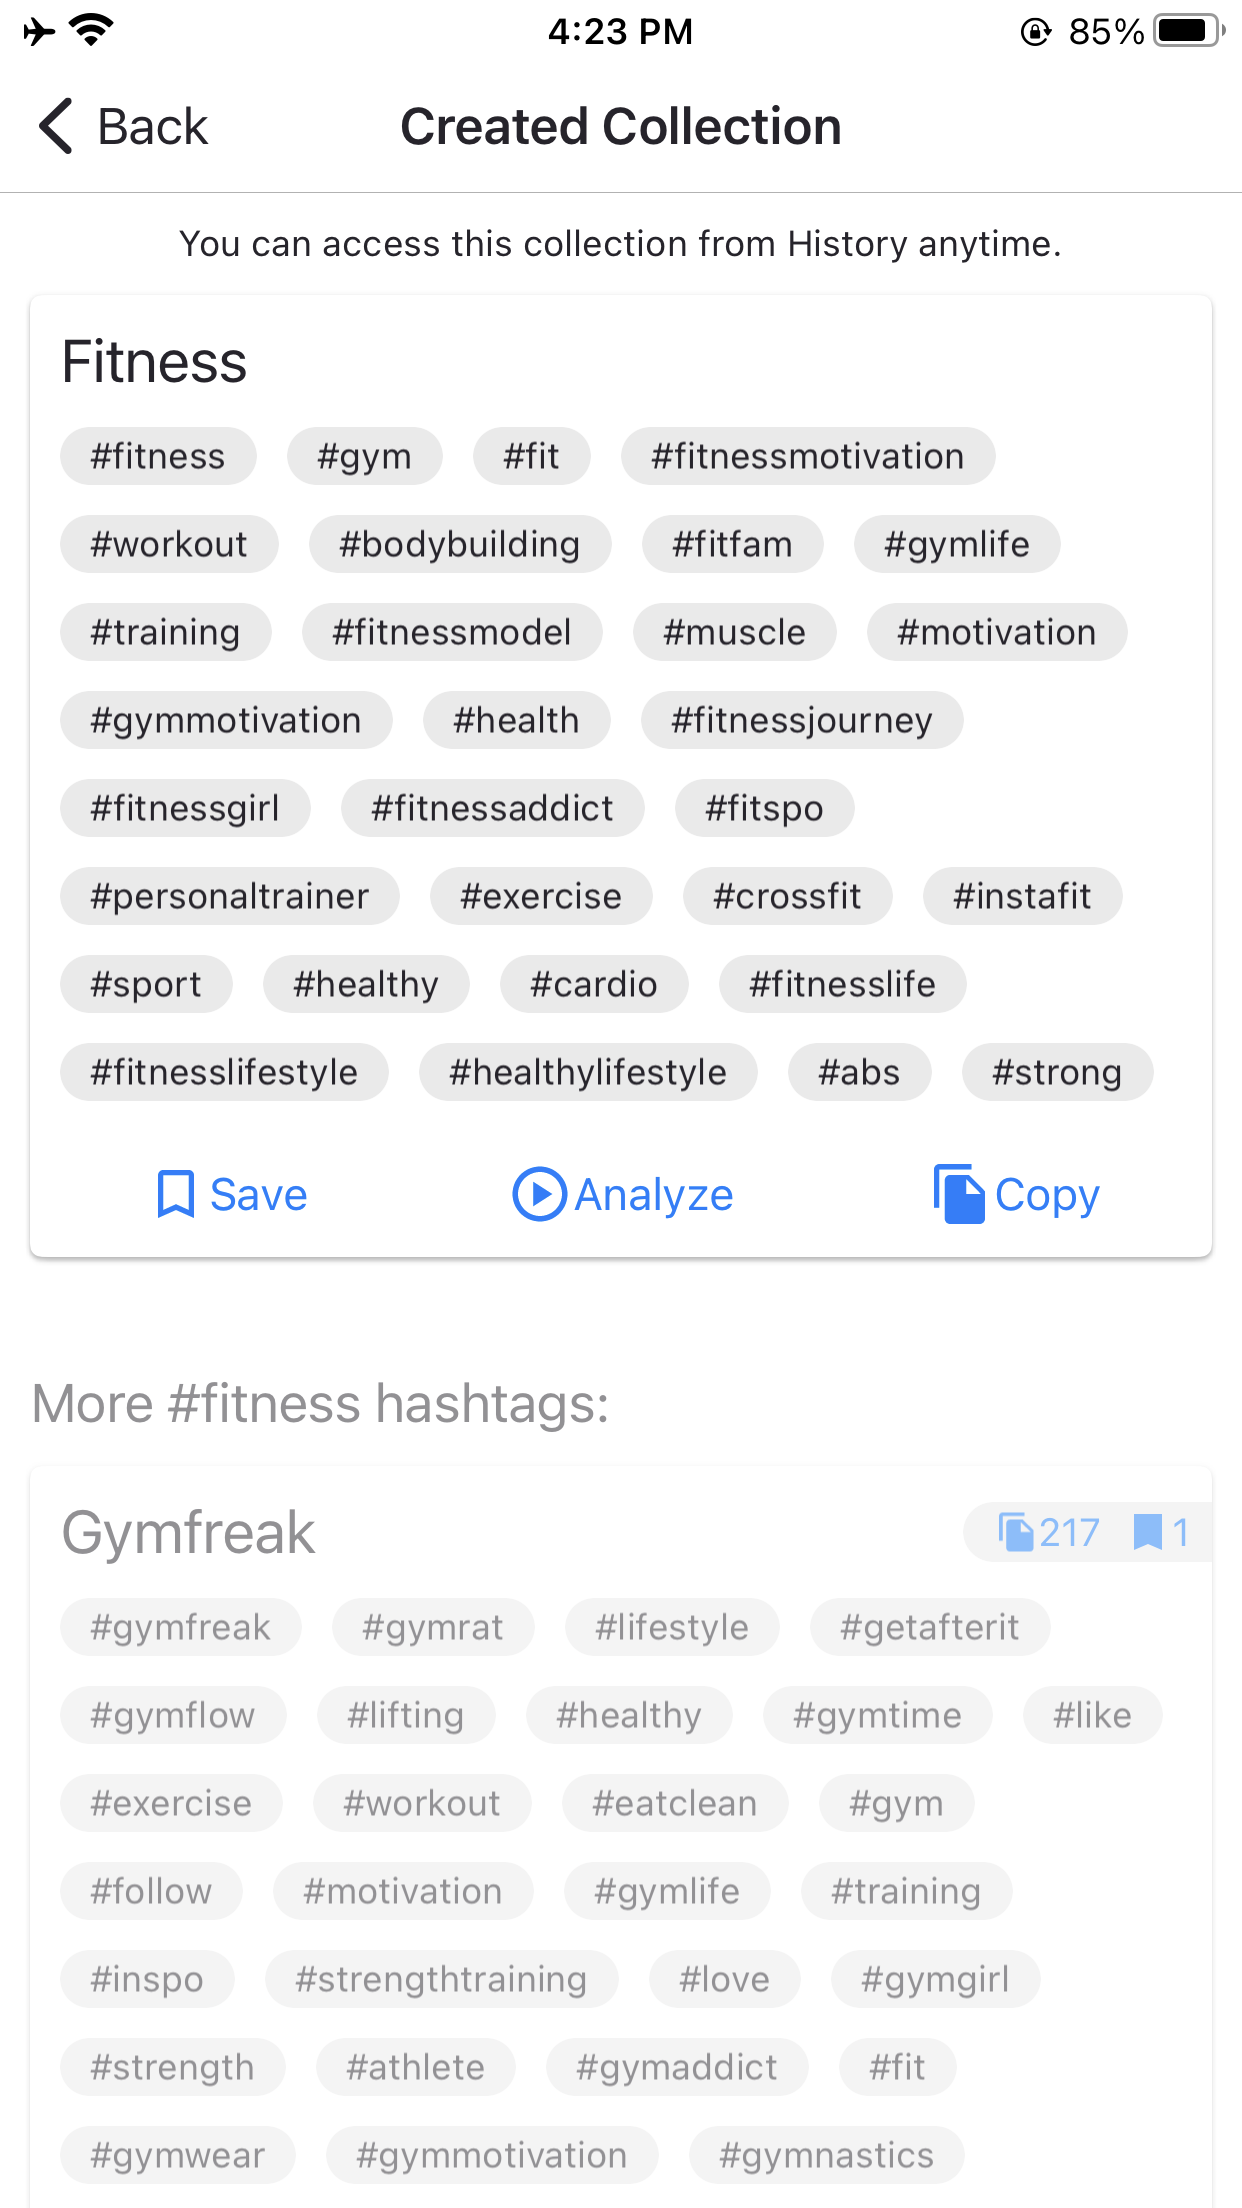 4:23 PM 85%
Back Created Collection
You can access this collection from History anytime.
Fitness
#fitness #gym #fit #fitnessmotivation
#workout #bodybuilding #fitfam #gymlife
#training #fitnessmodel #muscle #motivation
#gymmotivation #health #fitnessjourney
#fitnessgirl #fitnessaddict #fitspo
#personaltrainer #exercise #crossfit #instafit
#sport #healthy #cardio #fitnesslife
#fitnesslifestyle #healthylifestyle #abs #strong
Save Analyze Copy
More #fitness hashtags:
Gymfreak 217 1
#gymfreak #gymrat #lifestyle #getafterit
#gymflow #lifting #healthy #gymtime #like
#exercise #workout #eatclean #gym
#follow #motivation #gymlife #training
#inspo #strengthtraining #love #gymgirl
#strength #athlete #gymaddict #fit
#gymwear #gymmotivation #gymnastics